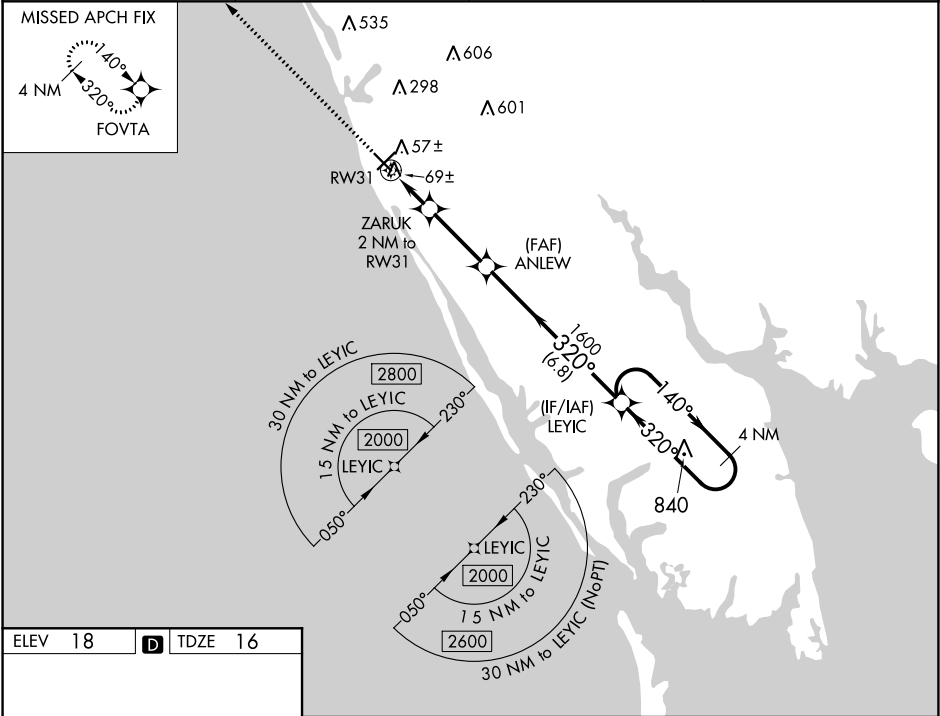 MISSED APCH FIX
140°
4 NM
320°
FOVTA
535
606
298
601
57±
RW31
69±
ZARUK
2 NM to
RW31
(FAF)
ANLEW
1600
320°
(6.8)
(IF/IAF)
LEYIC
140°
320°
4 NM
840
30 NM to LEYIC
2800
15 NM to LEYIC
2000
230°
LEYIC
050°
230°
LEYIC
2000
050°
15 NM to LEYIC
2600
30 NM to LEYIC (NoPT)
ELEV 18 D TDZE 16